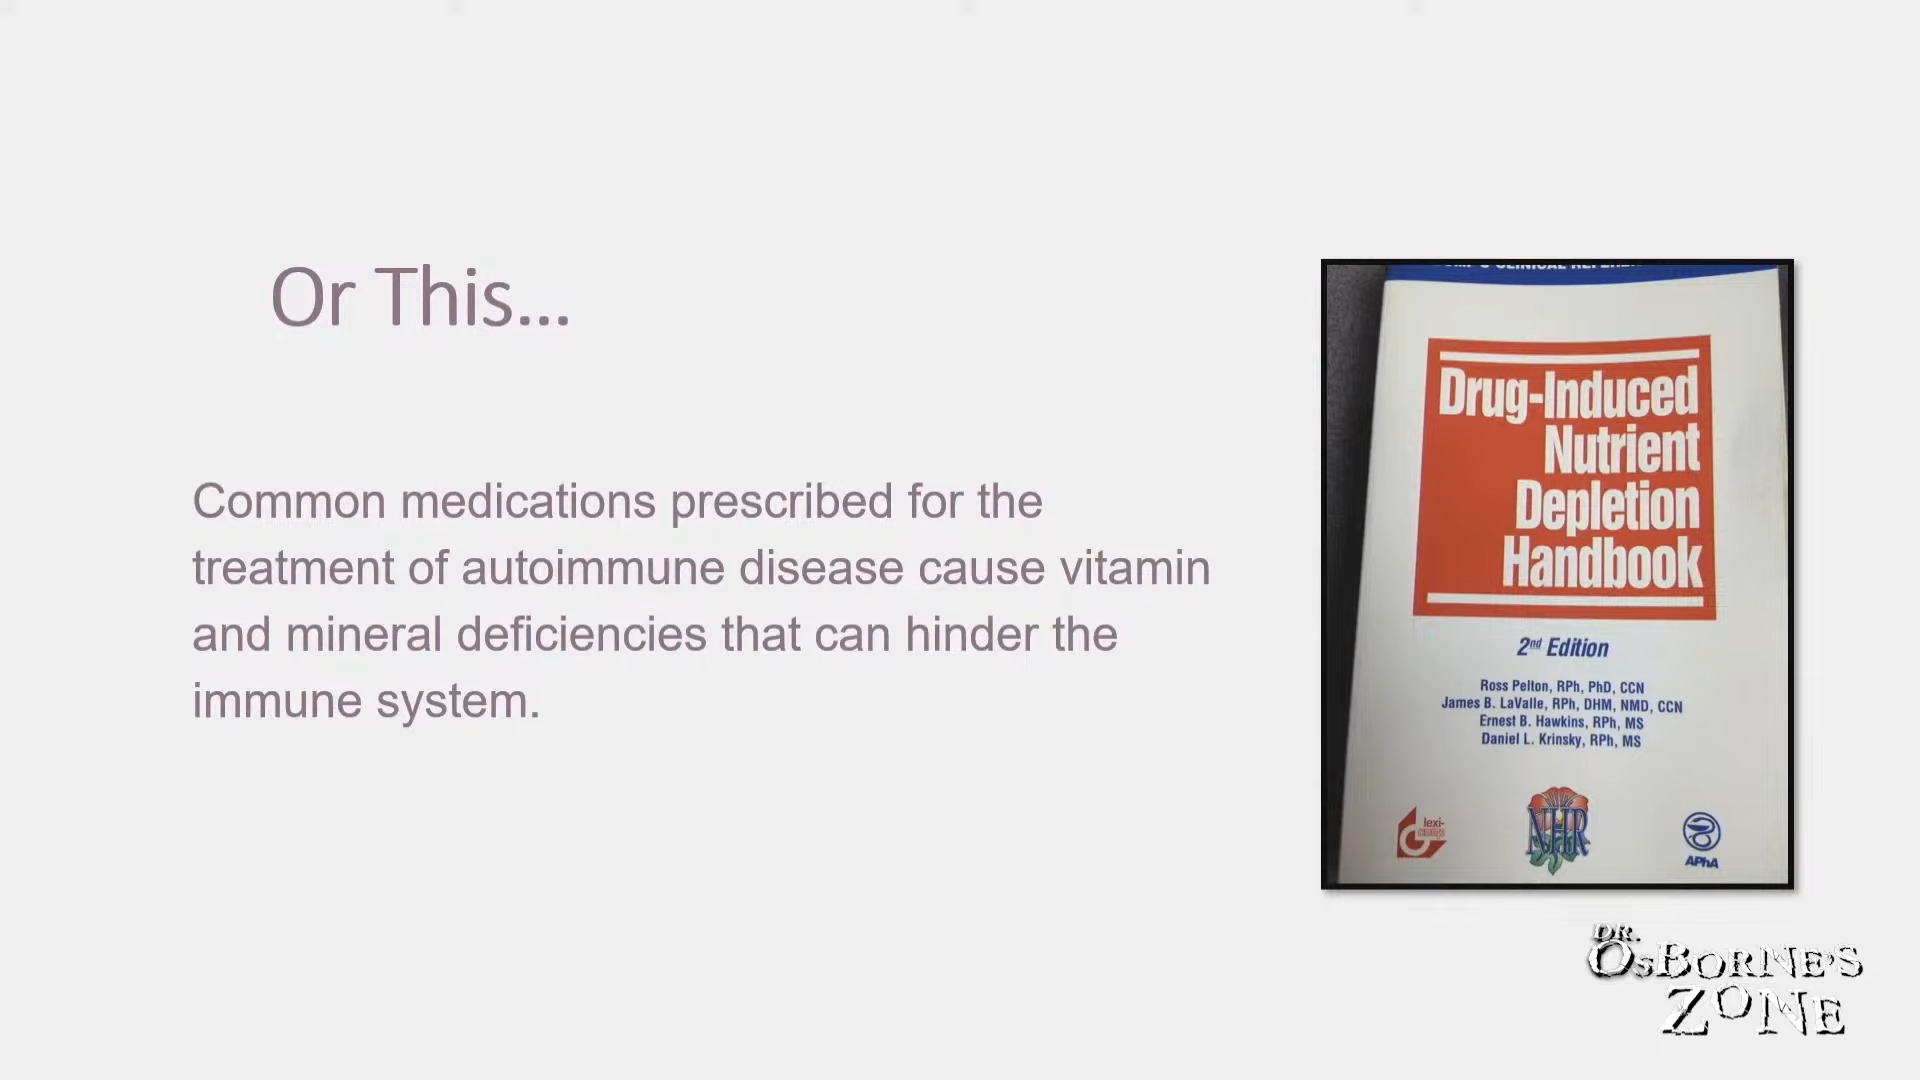 Or This...
Common medications prescribed for the
treatment of autoimmune disease cause vitamin
and mineral deficiencies that can hinder the
immune system.
CLINICAL
Drug-Induced
Nutrient
Depletion
Handbook
2nd Edition
Ross Pelton, RPh, PhD, CCN
James B. LaValle, RPh, DHM, NMD, CCN
Ernest B. Hawkins, RPh, MS
Daniel L. Krinsky, RPh, MS
lexi-
comp
NHR
APhA
DR.
OSBORNE'S
ZONE